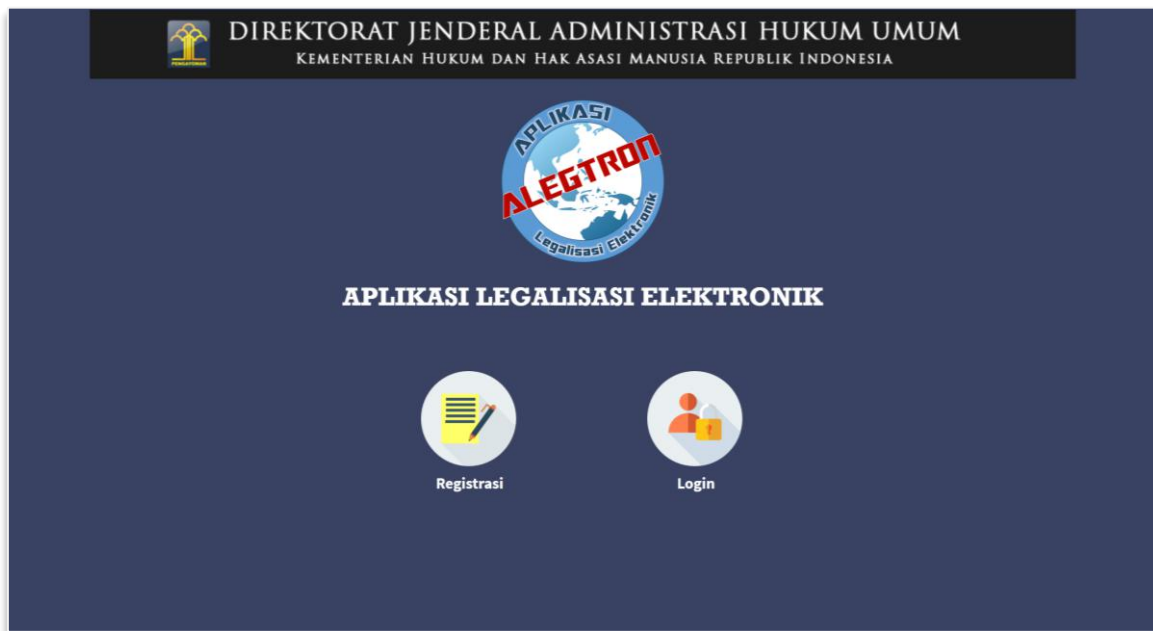 DIREKTORAT JENDERAL ADMINISTRASI HUKUM UMUM
KEMENTERIAN HUKUM DAN HAK ASASI MANUSIA REPUBLIK INDONESIA
PENGAYOMAN
APLIKASI
ALEGTRON
Legalisasi Elektronik
APLIKASI LEGALISASI ELEKTRONIK
Registrasi
Login